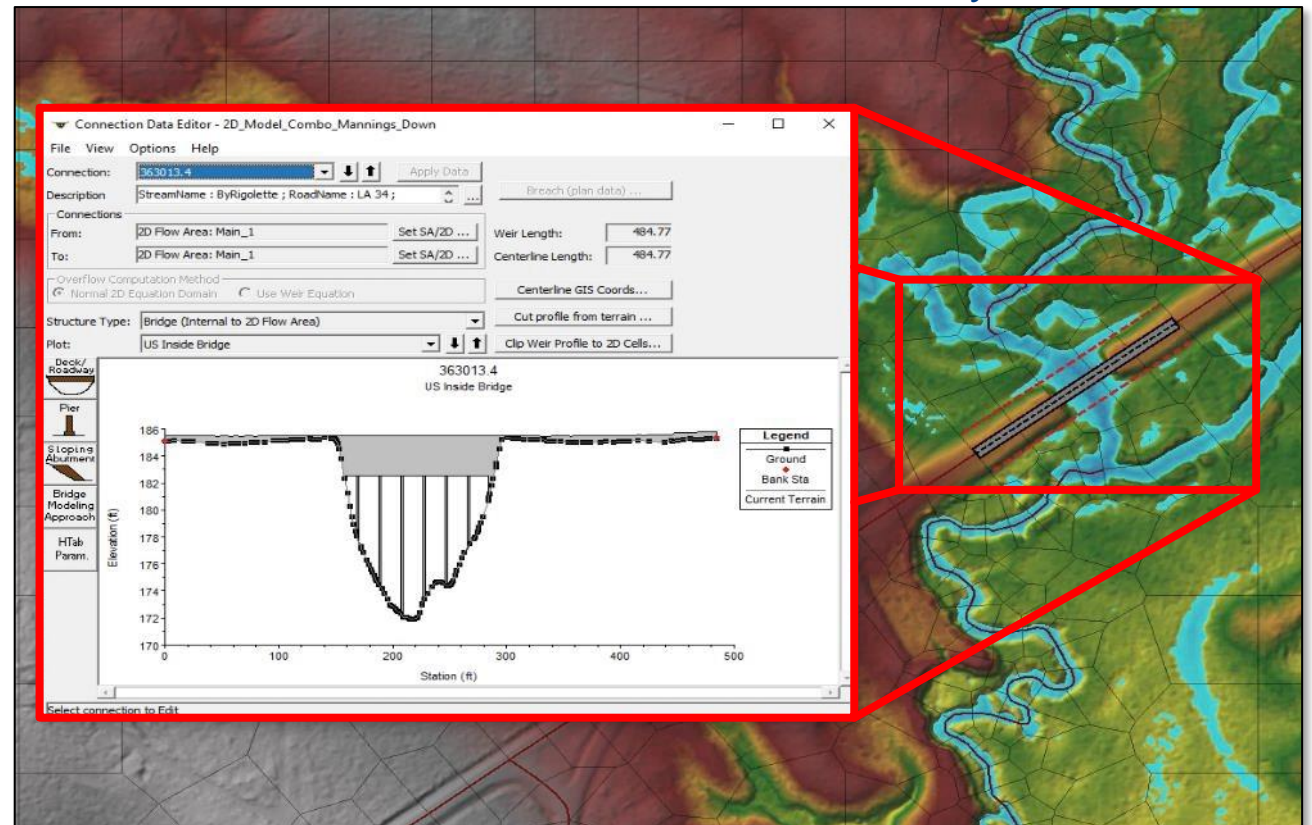 Connection Data Editor - 2D_Model_Combo_Mannings_Down
File View Options Help
Connection: 363013.4 Apply Data
Description StreamName : ByRigolette ; RoadName : LA 34 ; ... Breach (plan data) ...
Connections
From: 2D Flow Area: Main_1 Set SA/2D ... Weir Length: 484.77
To: 2D Flow Area: Main_1 Set SA/2D ... Centerline Length: 484.77
Overflow Computation Method
Normal 2D Equation Domain Use Weir Equation Centerline GIS Coords...
Structure Type: Bridge (Internal to 2D Flow Area) Cut profile from terrain ...
Plot: US Inside Bridge Clip Weir Profile to 2D Cells...
Deck/
Roadway
Pier
Sloping
Abutment
Bridge
Modeling
Approach
HTab
Param.
363013.4
US Inside Bridge
186
184
182
180
178
176
174
172
170
Elevation (ft)
0 100 200 300 400 500
Station (ft)
Legend
Ground
Bank Sta
Current Terrain
Select connection to Edit